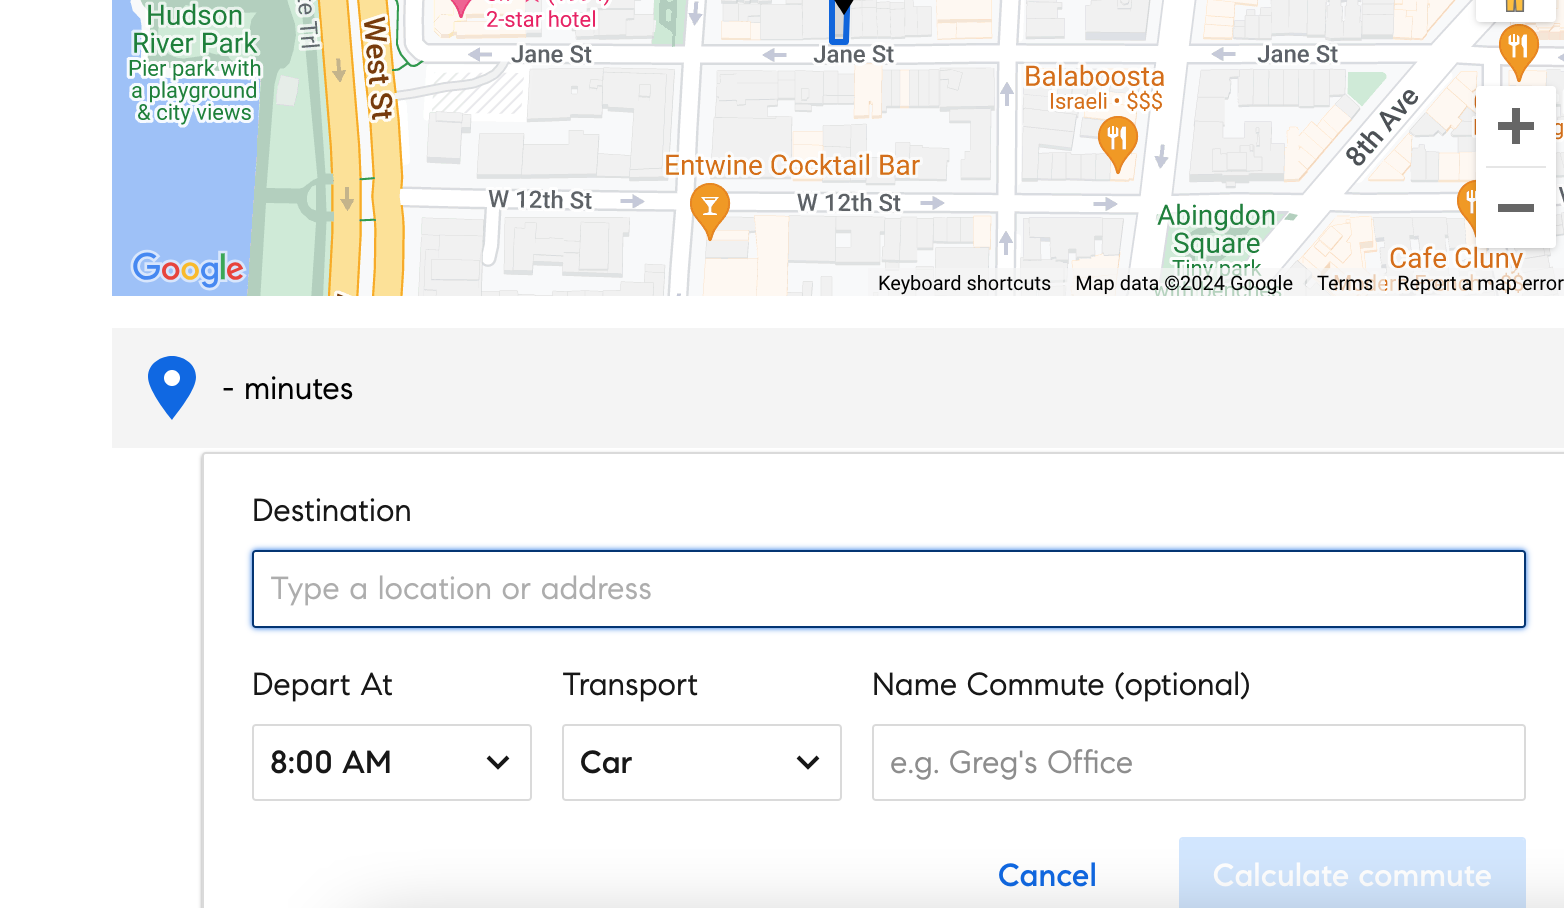 Hudson
River Park
Pier park with
a playground
& city views
West St
2-star hotel
Jane St
Jane St
Jane St
Balaboosta
Israeli • $$$
8th Ave
Entwine Cocktail Bar
W 12th St
W 12th St
Abingdon
Square
Tiny park
with benches
Cafe Cluny
Google
Keyboard shortcuts
Map data ©2024 Google
Terms
Report a map error
- minutes
Destination
Type a location or address
Depart At
Transport
Name Commute (optional)
8:00 AM
Car
e.g. Greg's Office
Cancel
Calculate commute